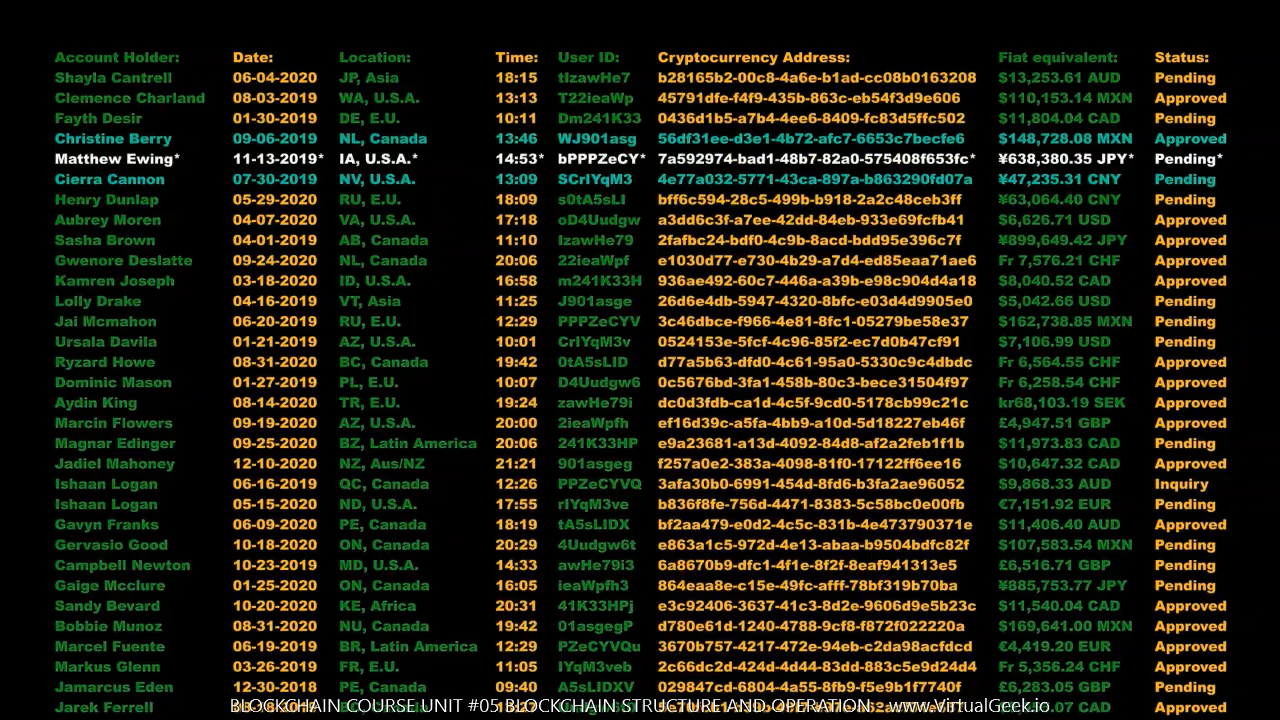 Account Holder: Date: Location: Time: User ID: Cryptocurrency Address: Fiat equivalent: Status:
Shayla Cantrell 06-04-2020 JP, Asia 18:15 tIzawHe7 b28165b2-00c8-4a6e-b1ad-cc08b0163208 $13,253.61 AUD Pending
Clemence Charland 08-03-2019 WA, U.S.A. 13:13 T22ieaWp 45791dfe-f4f9-435b-863c-eb54f3d9e606 $110,153.14 MXN Approved
Fayth Desir 01-30-2019 DE, E.U. 10:11 Dm241K33 0436d1b5-a7b4-4ee6-8409-fc83d5ffc502 $11,804.04 CAD Pending
Christine Berry 09-06-2019 NL, Canada 13:46 WJ901asg 56df31ee-d3e1-4b72-afc7-6653c7becfe6 $148,728.08 MXN Approved
Matthew Ewing* 11-13-2019* IA, U.S.A.* 14:53* bPPPZeCY* 7a592974-bad1-48b7-82a0-575408f653fc* ¥638,380.35 JPY* Pending*
Cierra Cannon 07-30-2019 NV, U.S.A. 13:09 SCrIYqM3 4e77a032-5771-43ca-897a-b863290fd07a ¥47,235.31 CNY Pending
Henry Dunlap 05-29-2020 RU, E.U. 18:09 s0tA5sLI bff6c594-28c5-499b-b918-2a2c48ceb3ff ¥63,064.40 CNY Pending
Aubrey Moren 04-07-2020 VA, U.S.A. 17:18 oD4Uudgw a3dd6c3f-a7ee-42dd-84eb-933e69fcfb41 $6,626.71 USD Approved
Sasha Brown 04-01-2019 AB, Canada 11:10 IzawHe79 2fafbc24-bdf0-4c9b-8acd-bdd95e396c7f ¥899,649.42 JPY Approved
Gwenore Deslatte 09-24-2019 NL, Canada 20:06 22ieaWpf e1030d77-e730-4b29-a7d4-ed85eaa71ae6 Fr 7,576.21 CHF Approved
Kamren Joseph 03-18-2020 ID, U.S.A. 16:58 m241K33H 936ae492-60c7-446a-a39b-e98c904d4a18 $8,040.52 CAD Approved
Lolly Drake 04-16-2019 VT, Asia 11:25 J901asge 26d6e4db-5947-4320-8bfc-e03d4d9905e0 $5,042.66 USD Pending
Jai Mcmahon 06-20-2019 RU, E.U. 12:29 PPPZeCYV 3c46dbce-f966-4e81-8fc1-05279be58e37 $162,738.85 MXN Pending
Ursala Davila 01-21-2019 AZ, U.S.A. 10:01 CrIYqM3v 0524153e-5fcf-4c96-85f2-ec7d0b47cf91 $7,106.99 USD Pending
Ryzard Howe 08-31-2020 BC, Canada 19:42 0tA5sLID d77a5b63-dfd0-4c61-95a0-5330c9c4dbdc Fr 6,564.55 CHF Approved
Dominic Mason 01-27-2019 PL, E.U. 10:07 D4Uudgw6 0c5676bd-3fa1-458b-80c3-bece31504f97 Fr 6,258.54 CHF Approved
Aydin King 08-14-2020 TR, E.U. 19:24 zawHe79i dc0d3fdb-ca1d-4c5f-9cd0-5178cb99c21c kr68,103.19 SEK Approved
Marcin Flowers 09-19-2020 AZ, U.S.A. 20:00 2ieaWpfh ef16d39c-a5fa-4bb9-a10d-5d18227eb46f £4,947.51 GBP Approved
Magnar Edinger 09-25-2020 BZ, Latin America 20:06 241K33HP e9a23681-a13d-4092-84d8-af2a2feb1f1b $11,973.83 CAD Pending
Jadiel Mahoney 12-10-2020 NZ, Aus/NZ 21:21 901asgeg f257a0e2-383a-4098-81f0-17122ff6ee16 $10,647.32 CAD Approved
Ishaan Logan 06-16-2019 QC, Canada 12:26 PPZeCYVQ 3afa30b0-6991-454d-8fd6-b3fa2ae96052 $9,868.33 AUD Inquiry
Ishaan Logan 05-15-2020 ND, U.S.A. 17:55 rIYqM3ve b836f8fe-756d-4471-8383-5c58bc0e00fb €7,151.92 EUR Pending
Gavyn Franks 06-09-2020 PE, Canada 18:19 tA5sLIDX bf2aa479-e0d2-4c5c-831b-4e473790371e $11,406.40 AUD Approved
Gervasio Good 10-18-2020 ON, Canada 20:29 4Uudgw6t e863a1c5-972d-4e13-abaa-b9504bdfc82f $107,583.54 MXN Pending
Campbell Newton 10-23-2019 MD, U.S.A. 14:33 awHe79i3 6a8670b9-dfc1-4f1e-8f2f-8eaf941313e5 £6,516.71 GBP Pending
Gaige Mcclure 01-25-2020 ON, Canada 16:05 ieaWpfh3 864eaa8e-c15e-49fc-afff-78bf319b70ba ¥885,753.77 JPY Pending
Sandy Bevard 10-20-2020 KE, Africa 20:31 41K33HPj e3c92406-3637-41c3-8d2e-9606d9e5b23c $11,540.04 CAD Approved
Bobbie Munoz 08-31-2020 NU, Canada 19:42 01asgegP d780e61d-1240-4788-9cf8-f872f022220a $169,641.00 MXN Approved
Marcel Fuente 06-19-2019 BR, Latin America 12:29 PZeCYVQu 3670b757-4217-472e-94eb-c2da98acfdcd €4,419.20 EUR Approved
Markus Glenn 03-26-2019 FR, E.U. 11:05 IYqM3veb 2c66dc2d-424d-4d44-83dd-883c5e9d24d4 Fr 5,356.24 CHF Approved
Jamarcus Eden 12-30-2018 PE, Canada 09:40 A5sLIDXV 029847cd-6804-4a55-8fb9-f5e9b1f7740f £6,283.05 GBP Pending
Jarek Ferrell CAD Approved
BLOCKCHAIN COURSE UNIT #05 BLOCKCHAIN STRUCTURE AND OPERATION - www.VirtualGeek.io